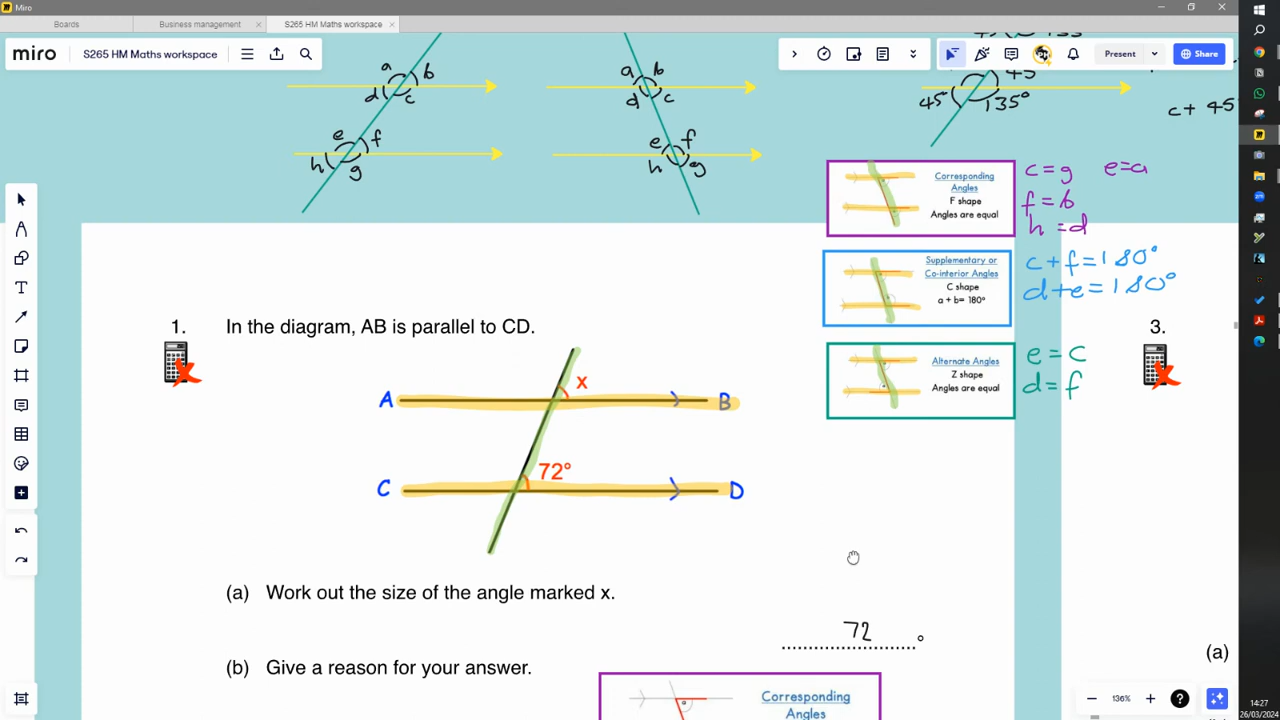 Miro
Boards
Business management
S265 HM Maths workspace
miro
S265 HM Maths workspace
Present
Share
a b
d c
e f
h g
a b
d c
e f
h g
45°
135°
c + 45°
Corresponding
Angles
F shape
Angles are equal
c = g e=a
f = b
h = d
Supplementary or
Co-interior Angles
C shape
a + b= 180°
c + f = 180°
d + e = 180°
Alternate Angles
Z shape
Angles are equal
e = c
d = f
1. In the diagram, AB is parallel to CD.
3.
x
A B
72°
C D
(a) Work out the size of the angle marked x.
72 °
(a)
(b) Give a reason for your answer.
Corresponding
Angles
136%
14:27
26/03/2024